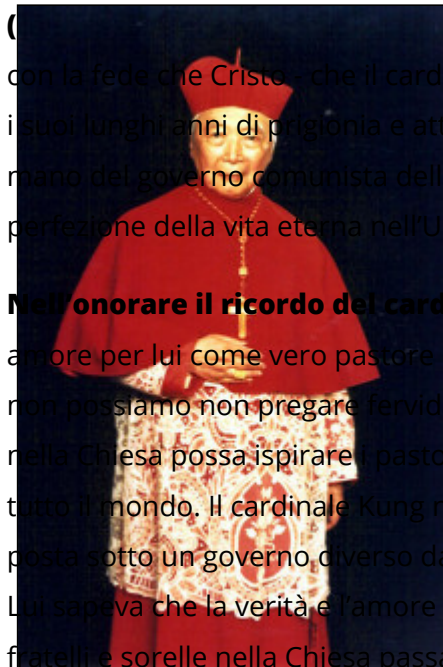 (
con la fede che Cristo - che il card
i suoi lunghi anni di prigionia e att
mano del governo comunista dell
perfezione della vita eterna nell'U
Nell'onorare il ricordo del card
amore per lui come vero pastore
non possiamo non pregare fervid
nella Chiesa possa ispirare i pasto
tutto il mondo. Il cardinale Kung n
posta sotto un governo diverso da
Lui sapeva che la verità e l'amore
fratelli e sorelle nella Chiesa passa